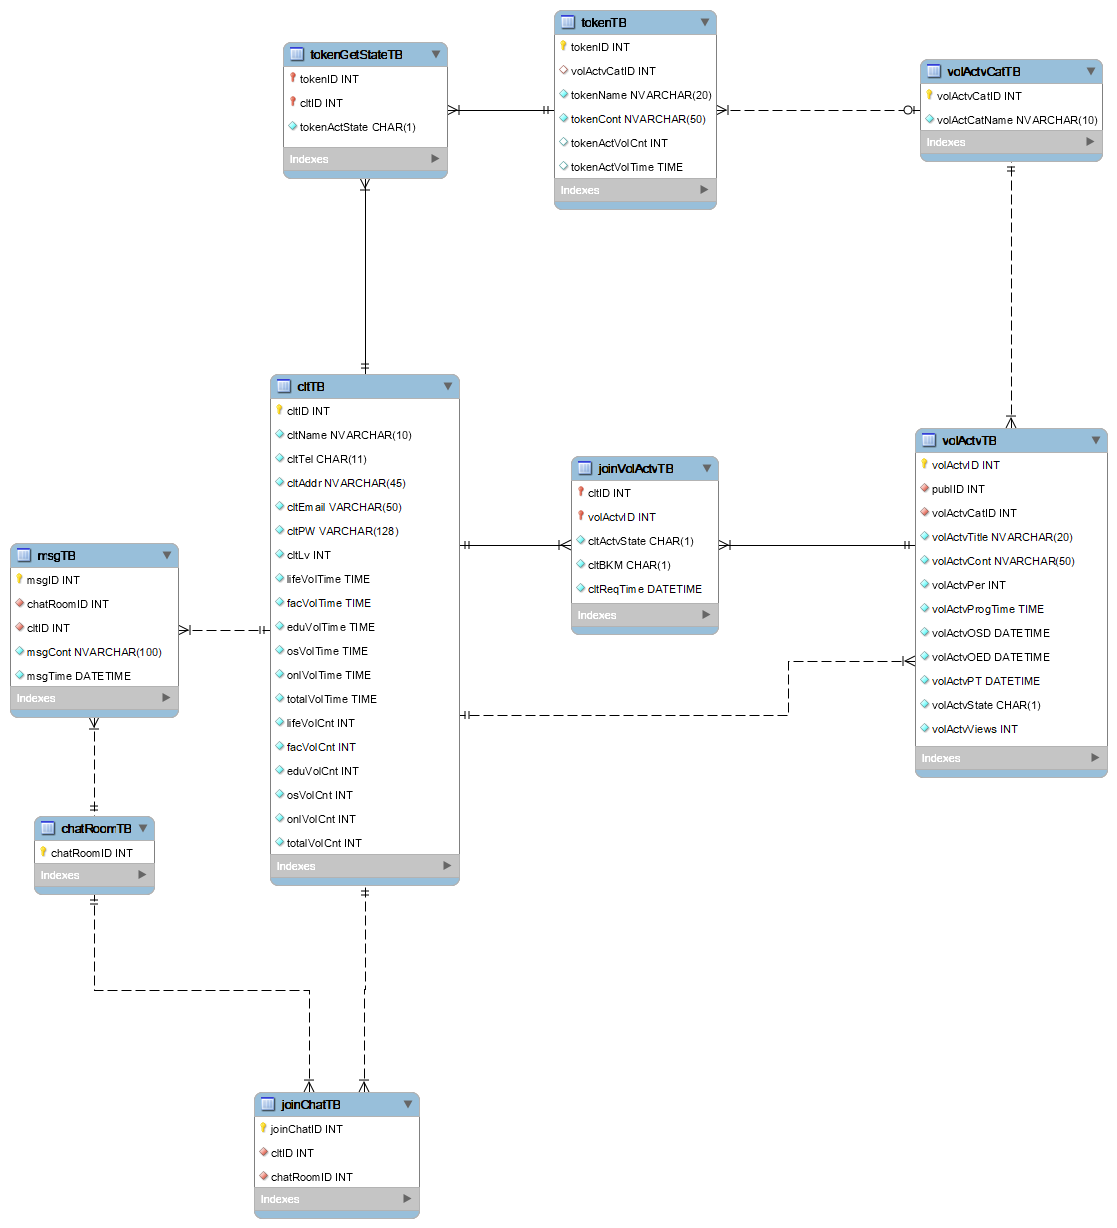 tokenTB
tokenID INT
volActvCatID INT
tokenName NVARCHAR(20)
tokenCont NVARCHAR(50)
tokenActVolCnt INT
tokenActVolTime TIME
Indexes
tokenGetStateTB
tokenID INT
cltID INT
tokenActState CHAR(1)
Indexes
volActvCatTB
volActvCatID INT
volActCatName NVARCHAR(10)
Indexes
cltTB
cltID INT
cltName NVARCHAR(10)
cltTel CHAR(11)
cltAddr NVARCHAR(45)
cltEmail VARCHAR(50)
cltPW VARCHAR(128)
cltLv INT
lifeVolTime TIME
facVolTime TIME
eduVolTime TIME
osVolTime TIME
onlVolTime TIME
totalVolTime TIME
lifeVolCnt INT
facVolCnt INT
eduVolCnt INT
osVolCnt INT
onlVolCnt INT
totalVolCnt INT
Indexes
joinVolActvTB
cltID INT
volActvID INT
cltActvState CHAR(1)
cltBKM CHAR(1)
cltReqTime DATETIME
Indexes
volActvTB
volActvID INT
publID INT
volActvCatID INT
volActvTitle NVARCHAR(20)
volActvCont NVARCHAR(50)
volActvPer INT
volActvProgTime TIME
volActvOSD DATETIME
volActvOED DATETIME
volActvPT DATETIME
volActvState CHAR(1)
volActvViews INT
Indexes
msgTB
msgID INT
chatRoomID INT
cltID INT
msgCont NVARCHAR(100)
msgTime DATETIME
Indexes
chatRoomTB
chatRoomID INT
Indexes
joinChatTB
joinChatID INT
cltID INT
chatRoomID INT
Indexes